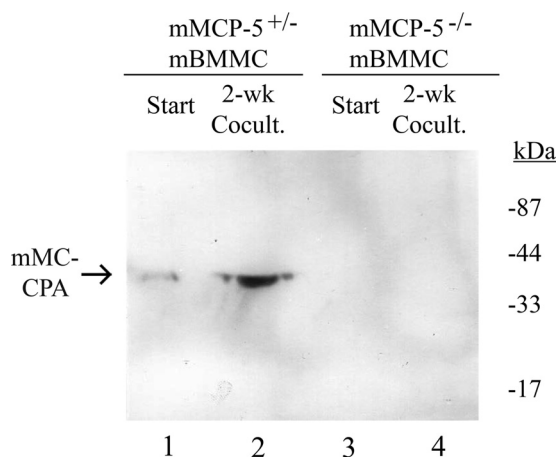 mMCP-5+/- mMCP-5-/-
mBMMC mBMMC
Start 2-wk Cocult. Start 2-wk Cocult.
kDa
-87
-44
mMC-CPA →
-33
-17
1 2 3 4